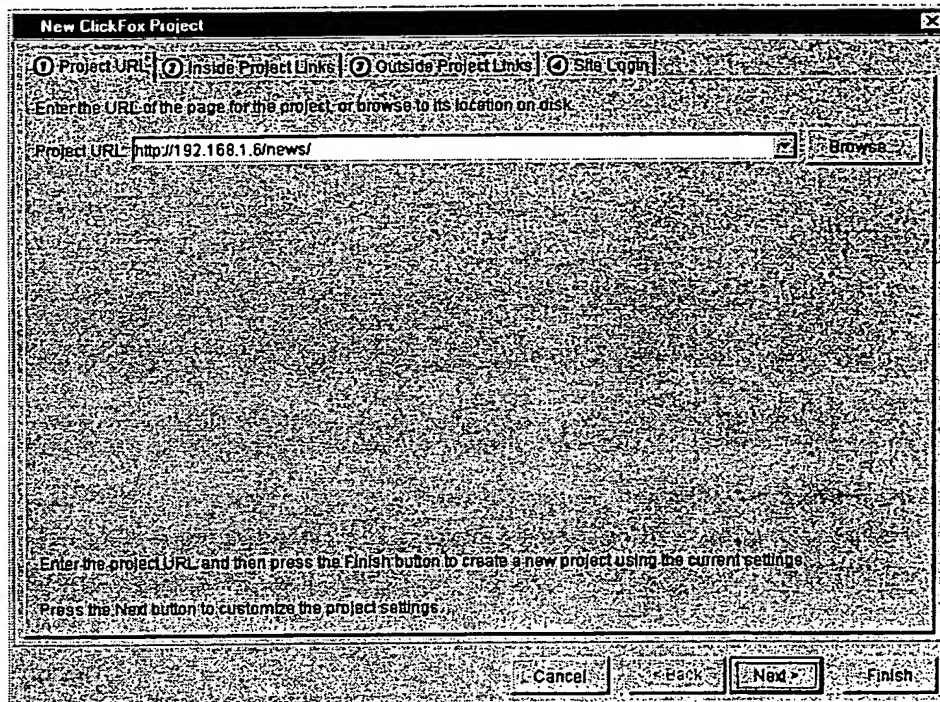 New ClickFox Project
① Project URL ② Inside Project Links ③ Outside Project Links ④ Site Login
Enter the URL of the page for the project, or browse to its location on disk.
Project URL: http://192.168.1.6/news/ Browse...
Enter the project URL and then press the Finish button to create a new project using the current settings.
Press the Next button to customize the project settings.
Cancel < Back Next > Finish